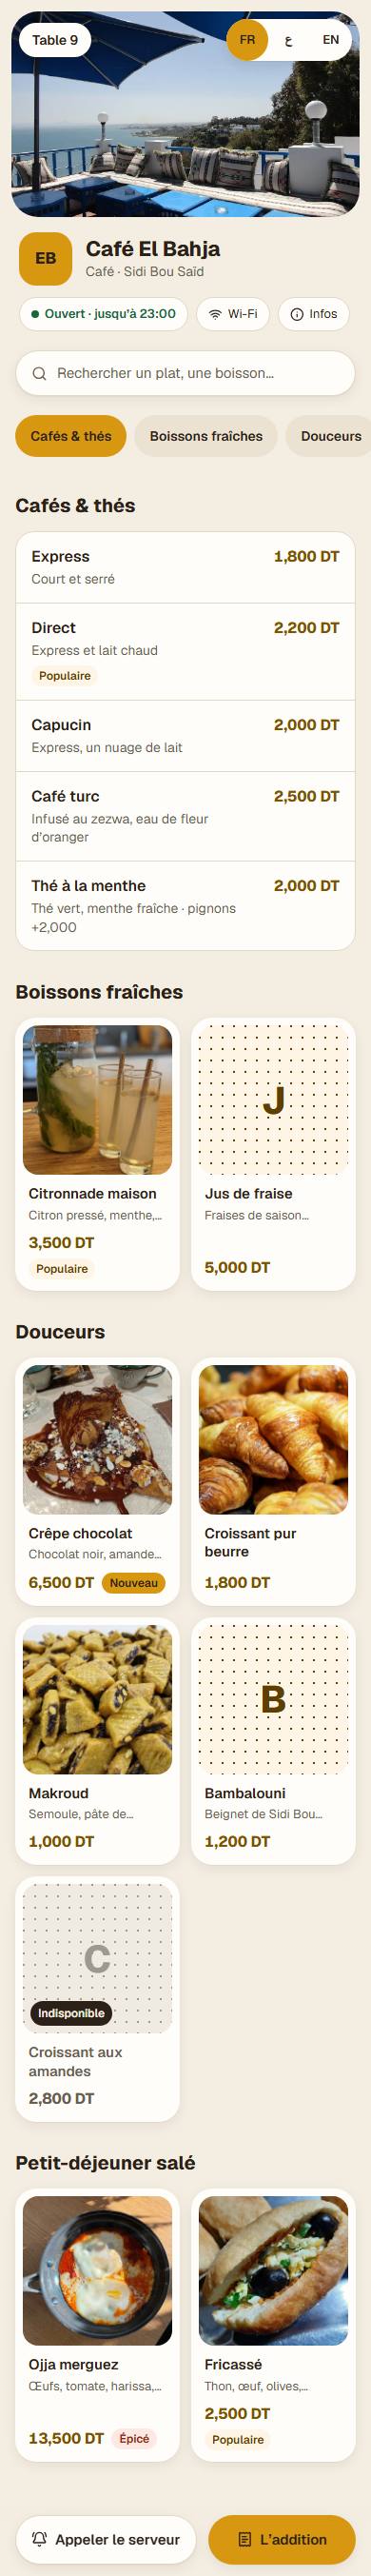 Table 9
FR
ع
EN
EB
Café El Bahja
Café · Sidi Bou Saïd
Ouvert · jusqu'à 23:00
Wi-Fi
Infos
Rechercher un plat, une boisson...
Cafés & thés
Boissons fraîches
Douceurs
Cafés & thés
Express 1,800 DT
Court et serré
Direct 2,200 DT
Express et lait chaud
Populaire
Capucin 2,000 DT
Express, un nuage de lait
Café turc 2,500 DT
Infusé au zezwa, eau de fleur
d'oranger
Thé à la menthe 2,000 DT
Thé vert, menthe fraîche · pignons
+2,000
Boissons fraîches
Citronnade maison
Citron pressé, menthe,...
3,500 DT
Populaire
J
Jus de fraise
Fraises de saison...
5,000 DT
Douceurs
Crêpe chocolat
Chocolat noir, amande...
6,500 DT
Nouveau
Croissant pur
beurre
1,800 DT
Makroud
Semoule, pâte de...
1,000 DT
B
Bambalouni
Beignet de Sidi Bou...
1,200 DT
C
Indisponible
Croissant aux
amandes
2,800 DT
Petit-déjeuner salé
Ojja merguez
Œufs, tomate, harissa,...
13,500 DT
Épicé
Fricassé
Thon, œuf, olives,...
2,500 DT
Populaire
Appeler le serveur
L'addition